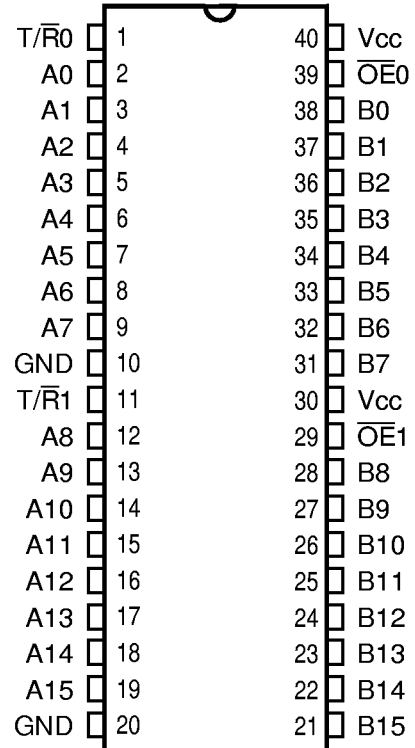 T/R̅0 1 40 Vcc
A0 2 39 O̅E̅0
A1 3 38 B0
A2 4 37 B1
A3 5 36 B2
A4 6 35 B3
A5 7 34 B4
A6 8 33 B5
A7 9 32 B6
GND 10 31 B7
T/R̅1 11 30 Vcc
A8 12 29 O̅E̅1
A9 13 28 B8
A10 14 27 B9
A11 15 26 B10
A12 16 25 B11
A13 17 24 B12
A14 18 23 B13
A15 19 22 B14
GND 20 21 B15